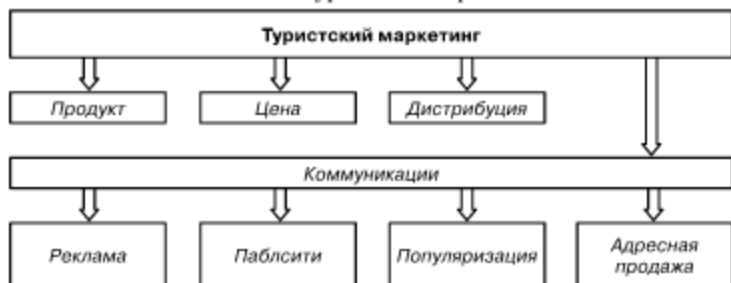 Туристский маркетинг
Продукт
Цена
Дистрибуция
Коммуникации
Реклама
Паблсити
Популяризация
Адресная
продажа